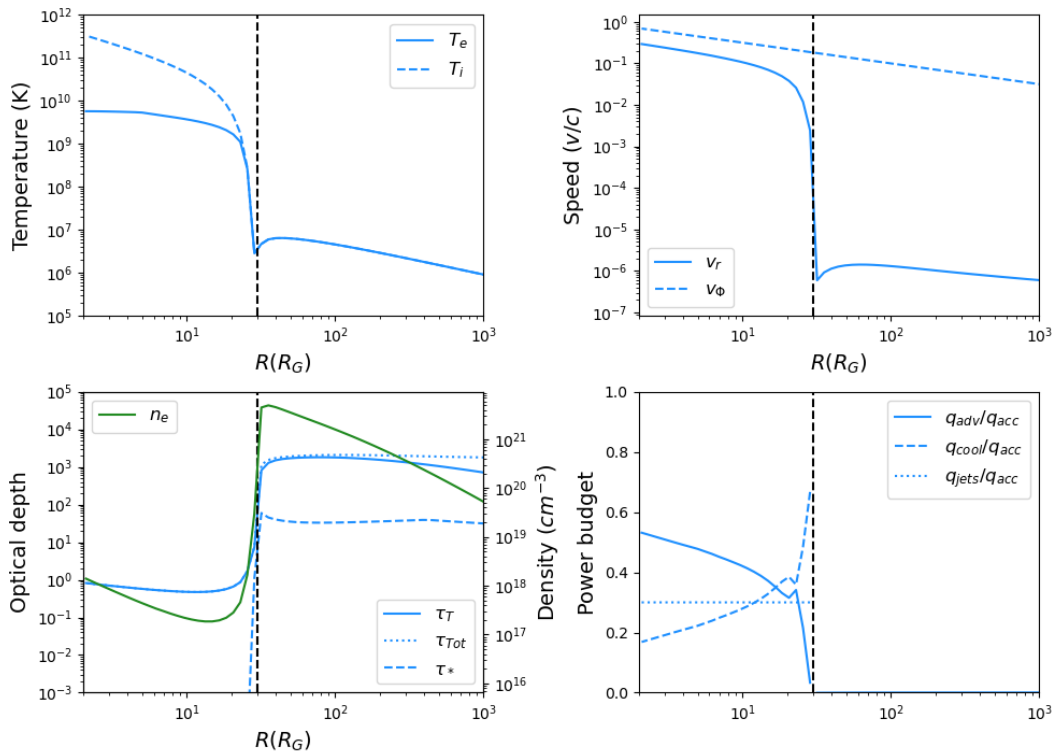 10^12
10^11
10^10
10^9
10^8
10^7
10^6
10^5
Temperature (K)
T_e
T_i
10^1
10^2
10^3
R(R_G)
10^0
10^-1
10^-2
10^-3
10^-4
10^-5
10^-6
10^-7
Speed (v/c)
v_r
v_Φ
10^1
10^2
10^3
R(R_G)
10^5
10^4
10^3
10^2
10^1
10^0
10^-1
10^-2
10^-3
Optical depth
n_e
τ_T
τ_Tot
τ_*
10^21
10^20
10^19
10^18
10^17
10^16
Density (cm^-3)
10^1
10^2
10^3
R(R_G)
1.0
0.8
0.6
0.4
0.2
0.0
Power budget
q_adv/q_acc
q_cool/q_acc
q_jets/q_acc
10^1
10^2
10^3
R(R_G)